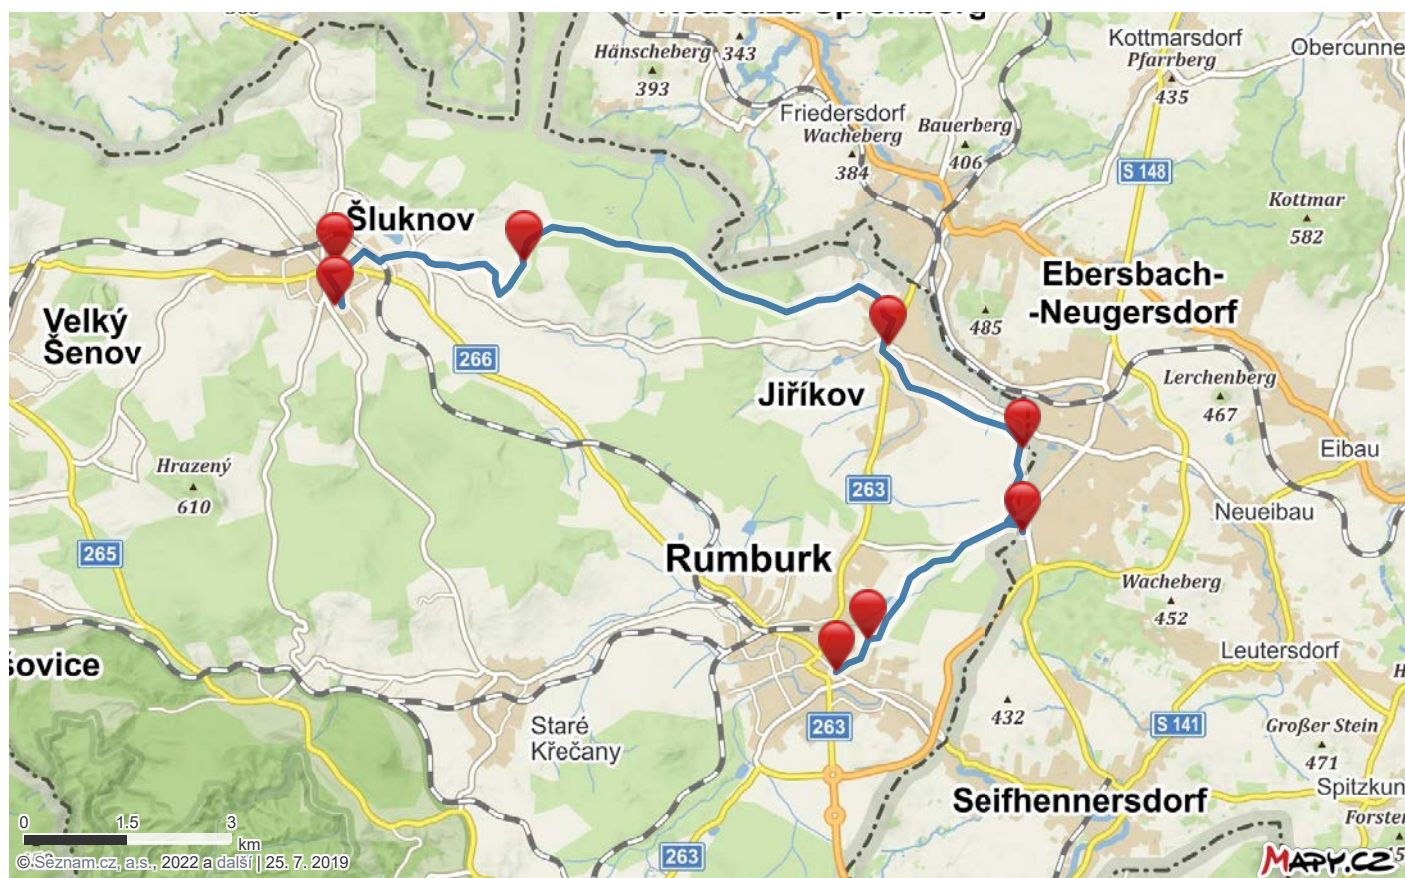 Hänscheberg
393
343
Kottmarsdorf
Pfarrberg
435
Obercunne
Friedersdorf
Wacheberg
384
Bauerberg
406
S 148
Kottmar
582
Šluknov
Ebersbach-
-Neugersdorf
485
Velký
Šenov
266
Jiříkov
Lerchenberg
467
Eibau
Hrazený
610
263
Neueibau
265
Rumburk
Wacheberg
452
šovice
Leutersdorf
Staré
Křečany
263
432
S 141
Großer Stein
471
Seifhennersdorf
Spitzkun
Forster
0 1.5 3
km
263
© Seznam.cz, a.s., 2022 a další | 25. 7. 2019
MAPY.CZ